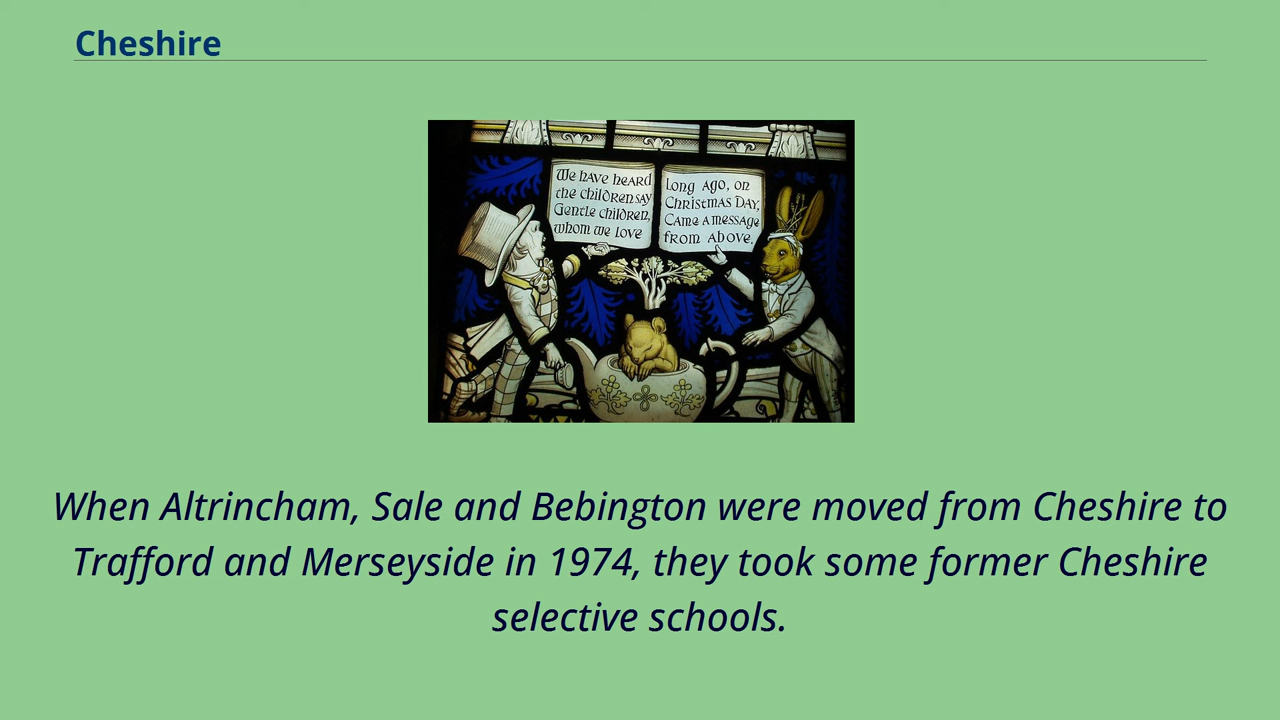 Cheshire
We have heard
the children say
Gentle children,
whom we love
Long ago, on
Christmas Day,
Came a message
from above.
When Altrincham, Sale and Bebington were moved from Cheshire to
Trafford and Merseyside in 1974, they took some former Cheshire
selective schools.